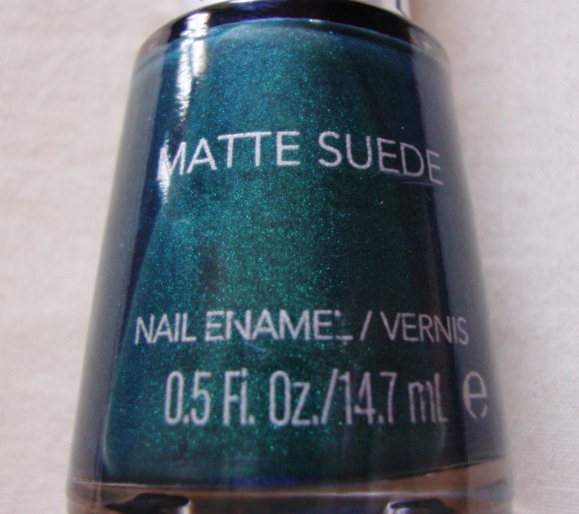 MATTE SUEDE
NAIL ENAMEL / VERNIS
0.5 Fl. Oz./14.7 mL e